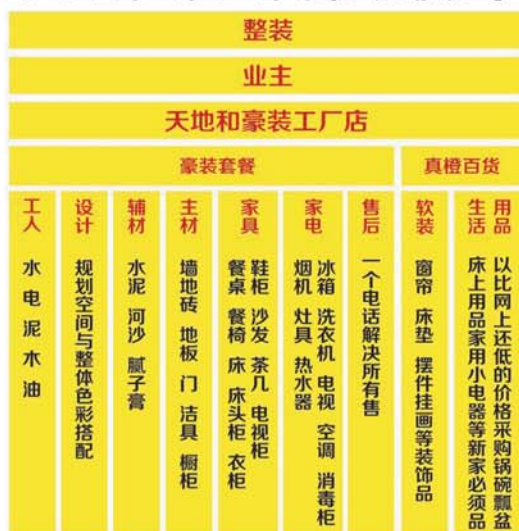 整装
业主
天地和豪装工厂店
豪装套餐
真橙百货
工人
水 电 泥 木 油
设计
规划空间与整体色彩搭配
辅材
水泥 河沙 腻子膏
主材
墙地砖 地板 门 洁具 橱柜
家具
鞋柜 沙发 茶几 电视柜
餐桌 餐椅 床 床头柜 衣柜
家电
冰箱 洗衣机 电视 空调 消毒柜
烟机 灶具 热水器
售后
一个电话解决所有售
软装
窗帘 床垫 摆件挂画等装饰品
生活
用品
以比网上还低的价格采购锅碗瓢盆
床上用品家用小电器等新家必须品